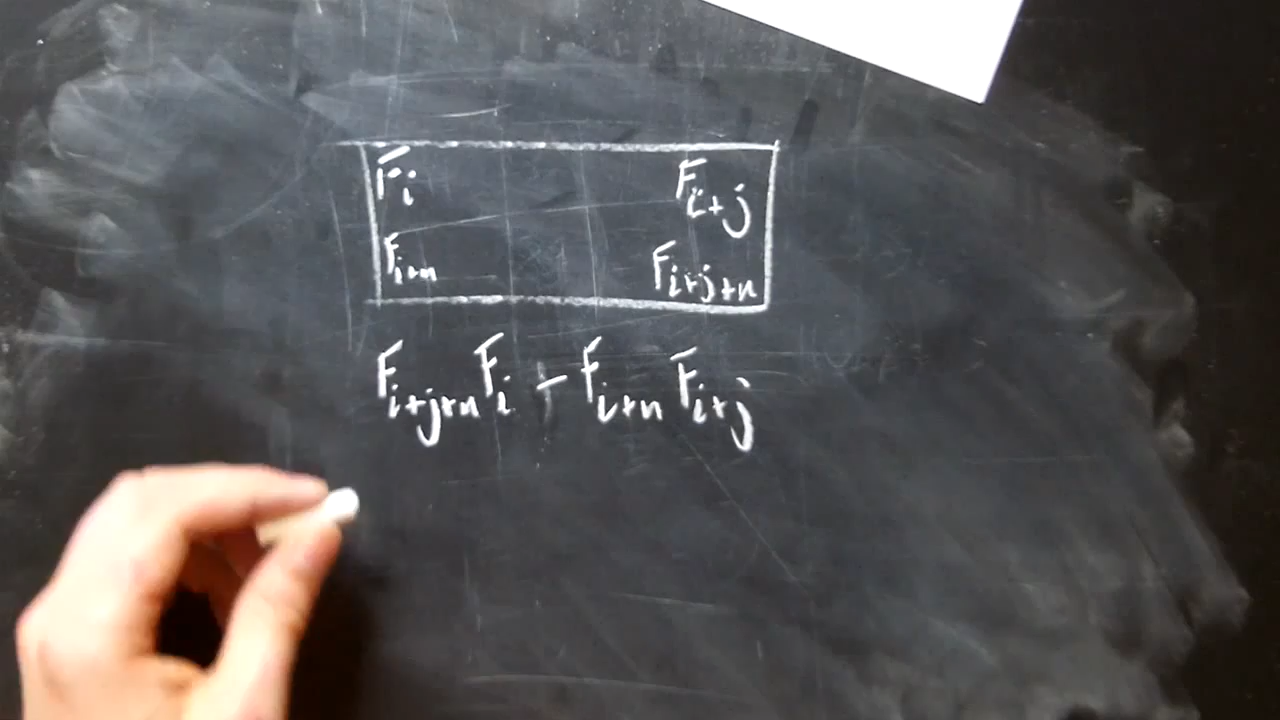 F_i F_{i+j}
F_{i+n} F_{i+j+n}
F_{i+j+n} F_i - F_{i+n} F_{i+j}